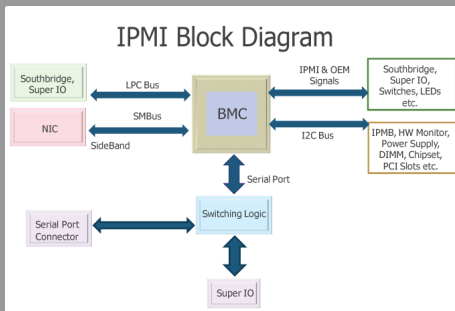 IPMI Block Diagram
Southbridge,
Super IO
LPC Bus
NIC
SMBus
SideBand
BMC
IPMI & OEM
Signals
Southbridge,
Super IO,
Switches, LEDs
etc.
I2C Bus
IPMB, HW Monitor,
Power Supply,
DIMM, Chipset,
PCI Slots etc.
Serial Port
Switching Logic
Serial Port
Connector
Super IO